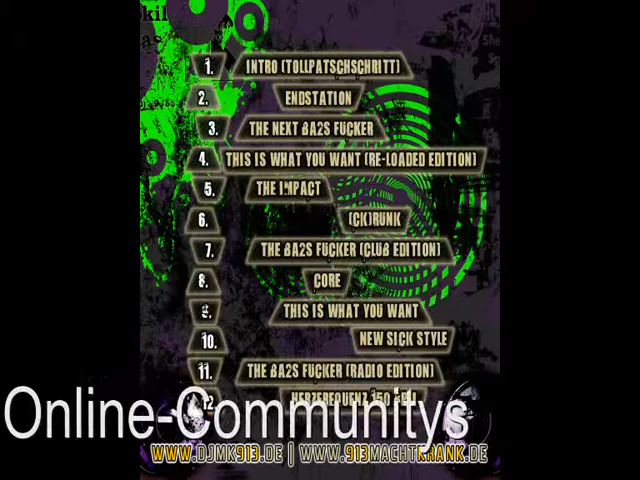 1. INTRO (TOLLPATSCHSCHRITT)
2. ENDSTATION
3. THE NEXT BA2S FUCKER
4. THIS IS WHAT YOU WANT (RE-LOADED EDITION)
5. THE IMPACT
6. (CK)RUNK
7. THE BA2S FUCKER (CLUB EDITION)
8. CORE
9. THIS IS WHAT YOU WANT
10. NEW SICK STYLE
11. THE BA2S FUCKER (RADIO EDITION)
12
Online-Communitys
WWW.DJMK913.DE | WWW.913MACHTKRANK.DE